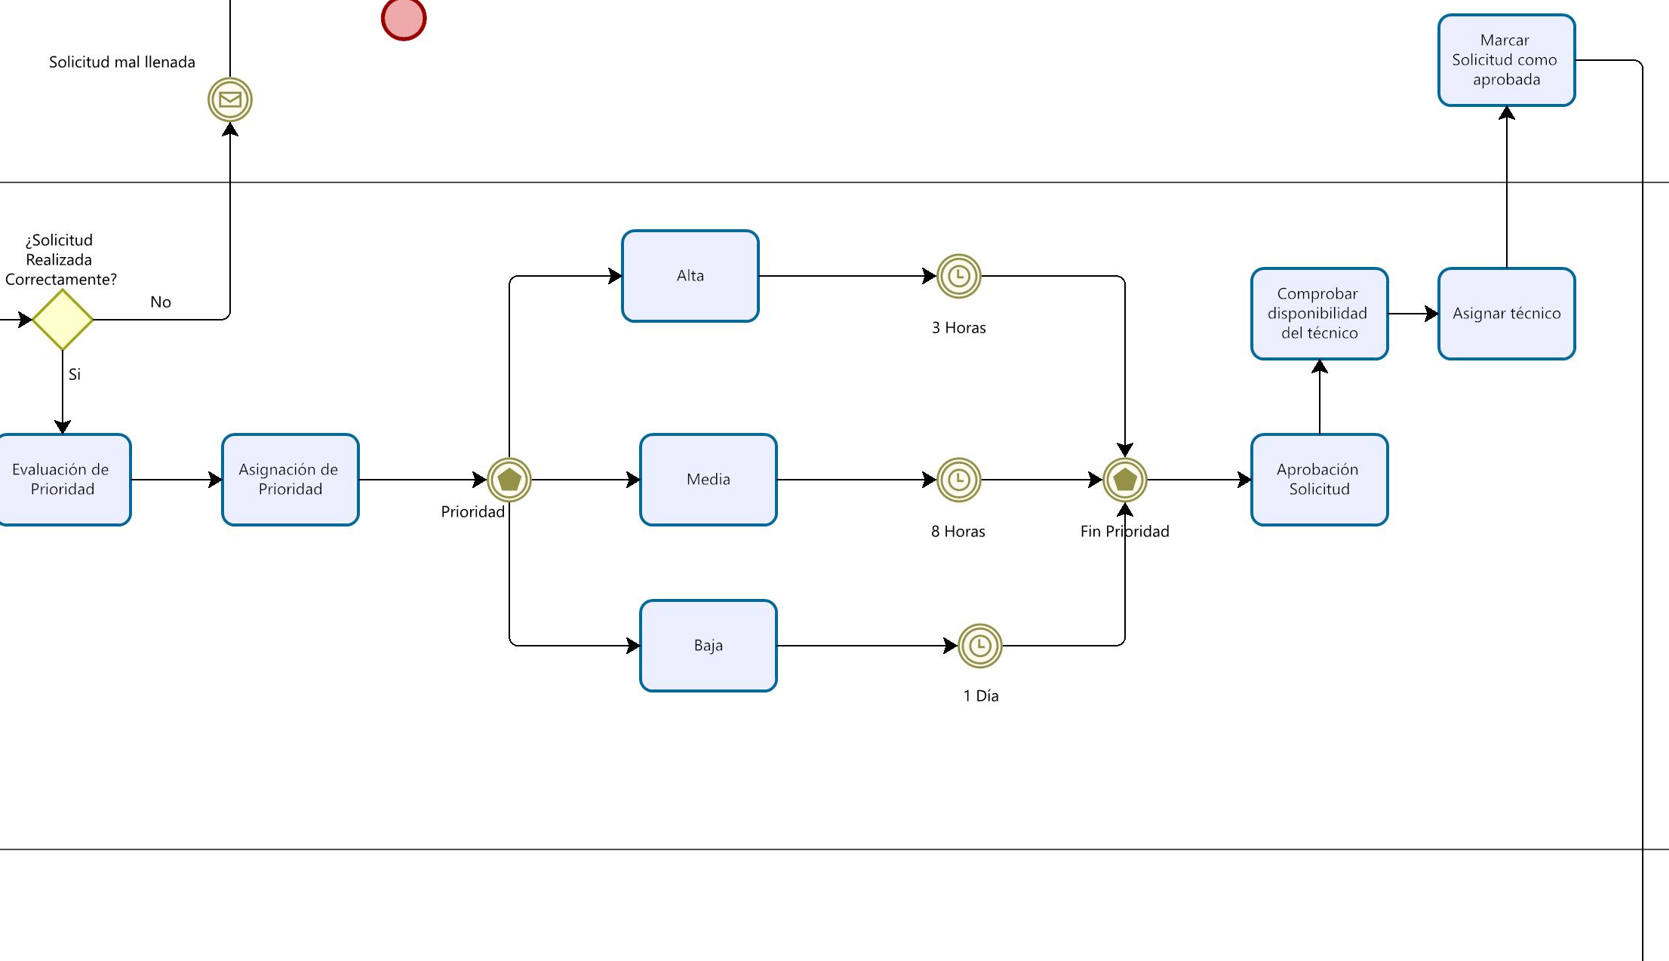 Solicitud mal llenada
Marcar
Solicitud como
aprobada
¿Solicitud
Realizada
Correctamente?
No
Si
Evaluación de
Prioridad
Asignación de
Prioridad
Prioridad
Alta
3 Horas
Media
8 Horas
Baja
1 Día
Fin Prioridad
Aprobación
Solicitud
Comprobar
disponibilidad
del técnico
Asignar técnico